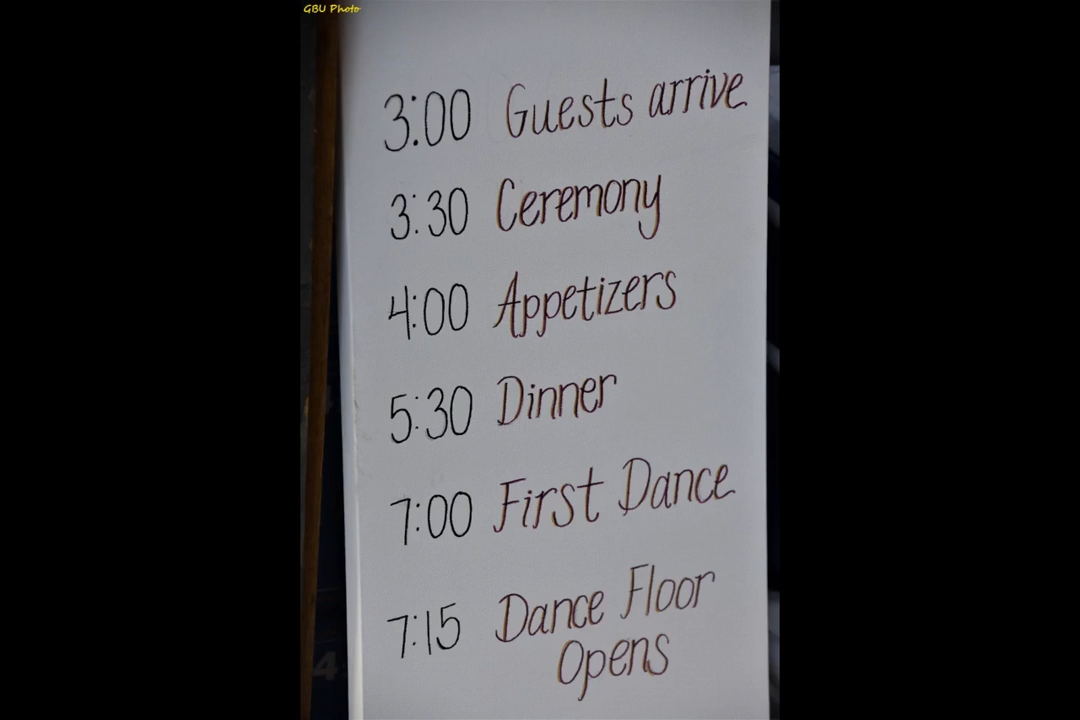 GBU Photo
3:00 Guests arrive
3:30 Ceremony
4:00 Appetizers
5:30 Dinner
7:00 First Dance
7:15 Dance Floor
Opens
4